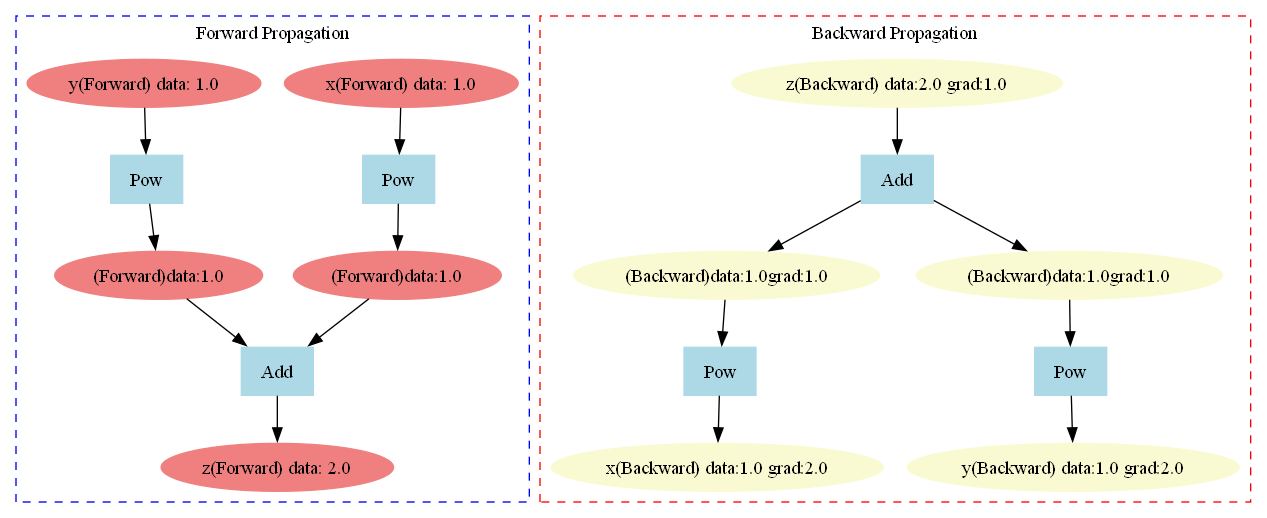 Forward Propagation
y(Forward) data: 1.0
x(Forward) data: 1.0
Pow
Pow
(Forward)data:1.0
(Forward)data:1.0
Add
z(Forward) data: 2.0
Backward Propagation
z(Backward) data:2.0 grad:1.0
Add
(Backward)data:1.0grad:1.0
(Backward)data:1.0grad:1.0
Pow
Pow
x(Backward) data:1.0 grad:2.0
y(Backward) data:1.0 grad:2.0